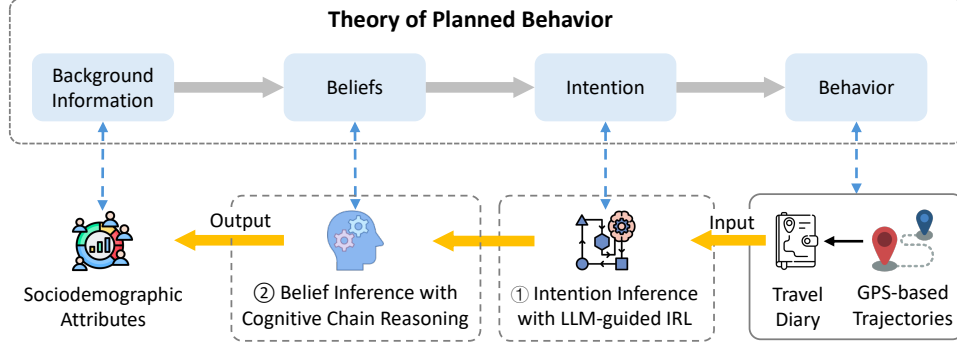 Theory of Planned Behavior
Background
Information
Beliefs
Intention
Behavior
Output
Input
Sociodemographic
Attributes
② Belief Inference with
Cognitive Chain Reasoning
① Intention Inference
with LLM-guided IRL
Travel
Diary
GPS-based
Trajectories